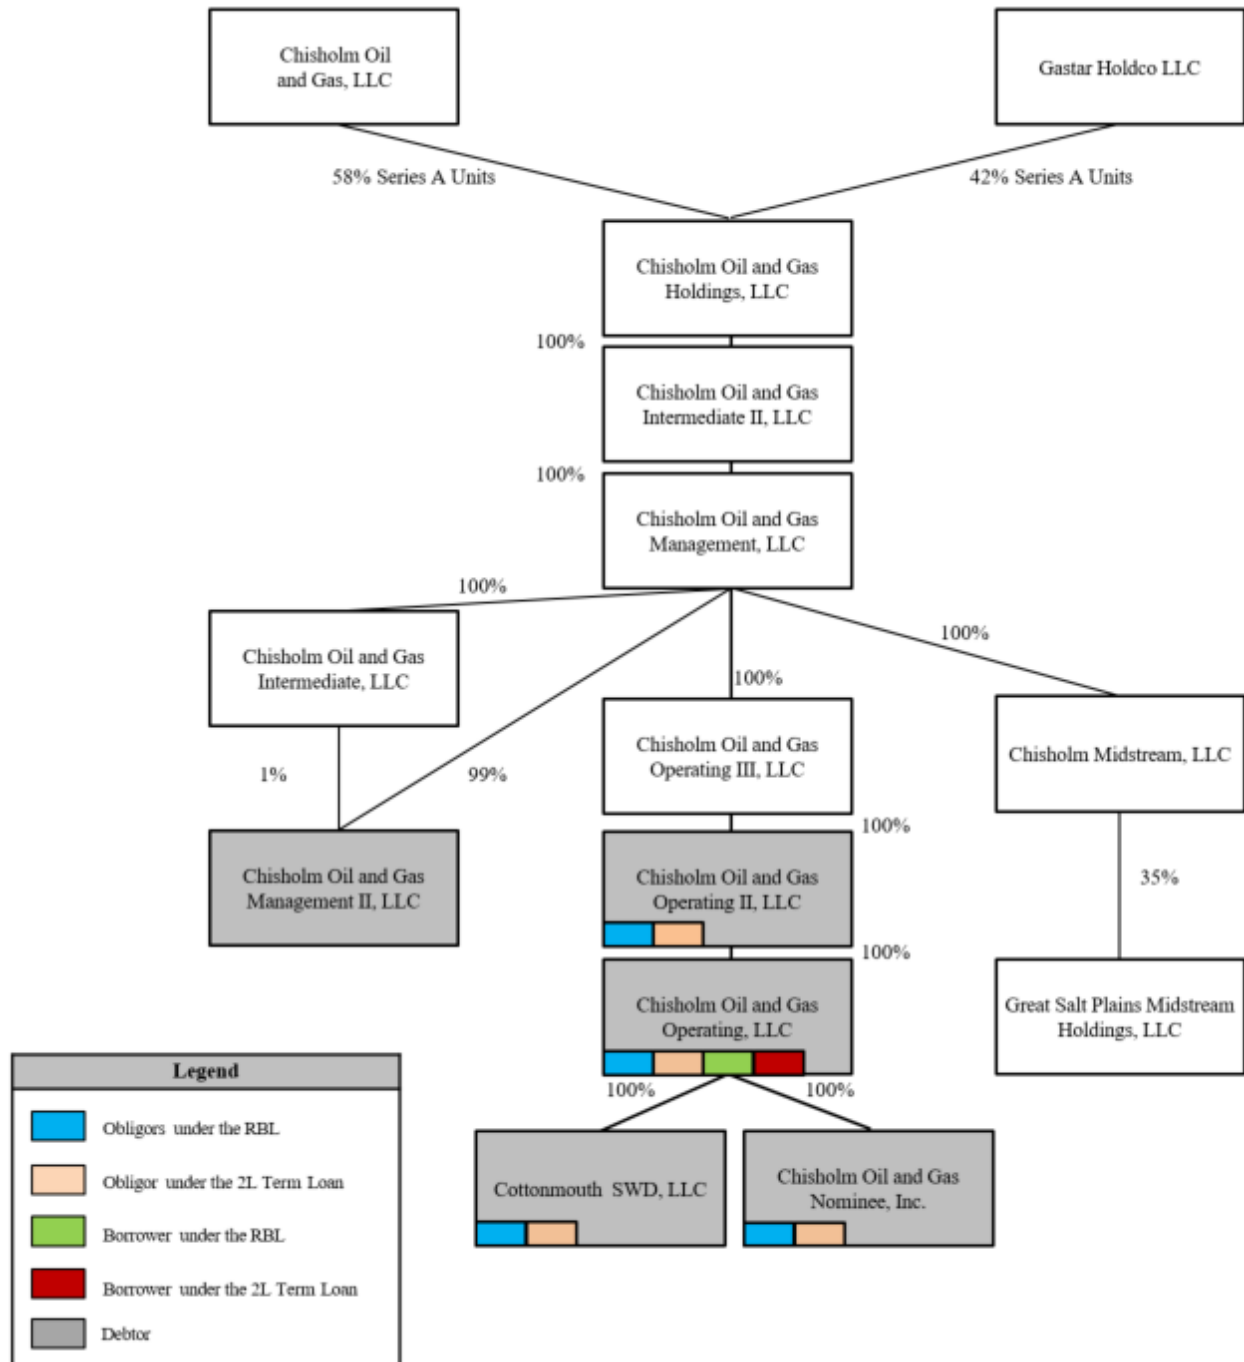 Chisholm Oil
and Gas, LLC
Gastar Holdco LLC
58% Series A Units
42% Series A Units
Chisholm Oil and Gas
Holdings, LLC
100%
Chisholm Oil and Gas
Intermediate II, LLC
100%
Chisholm Oil and Gas
Management, LLC
100%
100%
100%
Chisholm Oil and Gas
Intermediate, LLC
Chisholm Oil and Gas
Operating III, LLC
Chisholm Midstream, LLC
1%
99%
100%
35%
Chisholm Oil and Gas
Management II, LLC
Chisholm Oil and Gas
Operating II, LLC
100%
Chisholm Oil and Gas
Operating, LLC
Great Salt Plains Midstream
Holdings, LLC
100%
100%
Cottonmouth SWD, LLC
Chisholm Oil and Gas
Nominee, Inc.
Legend
Obligors under the RBL
Obligor under the 2L Term Loan
Borrower under the RBL
Borrower under the 2L Term Loan
Debtor